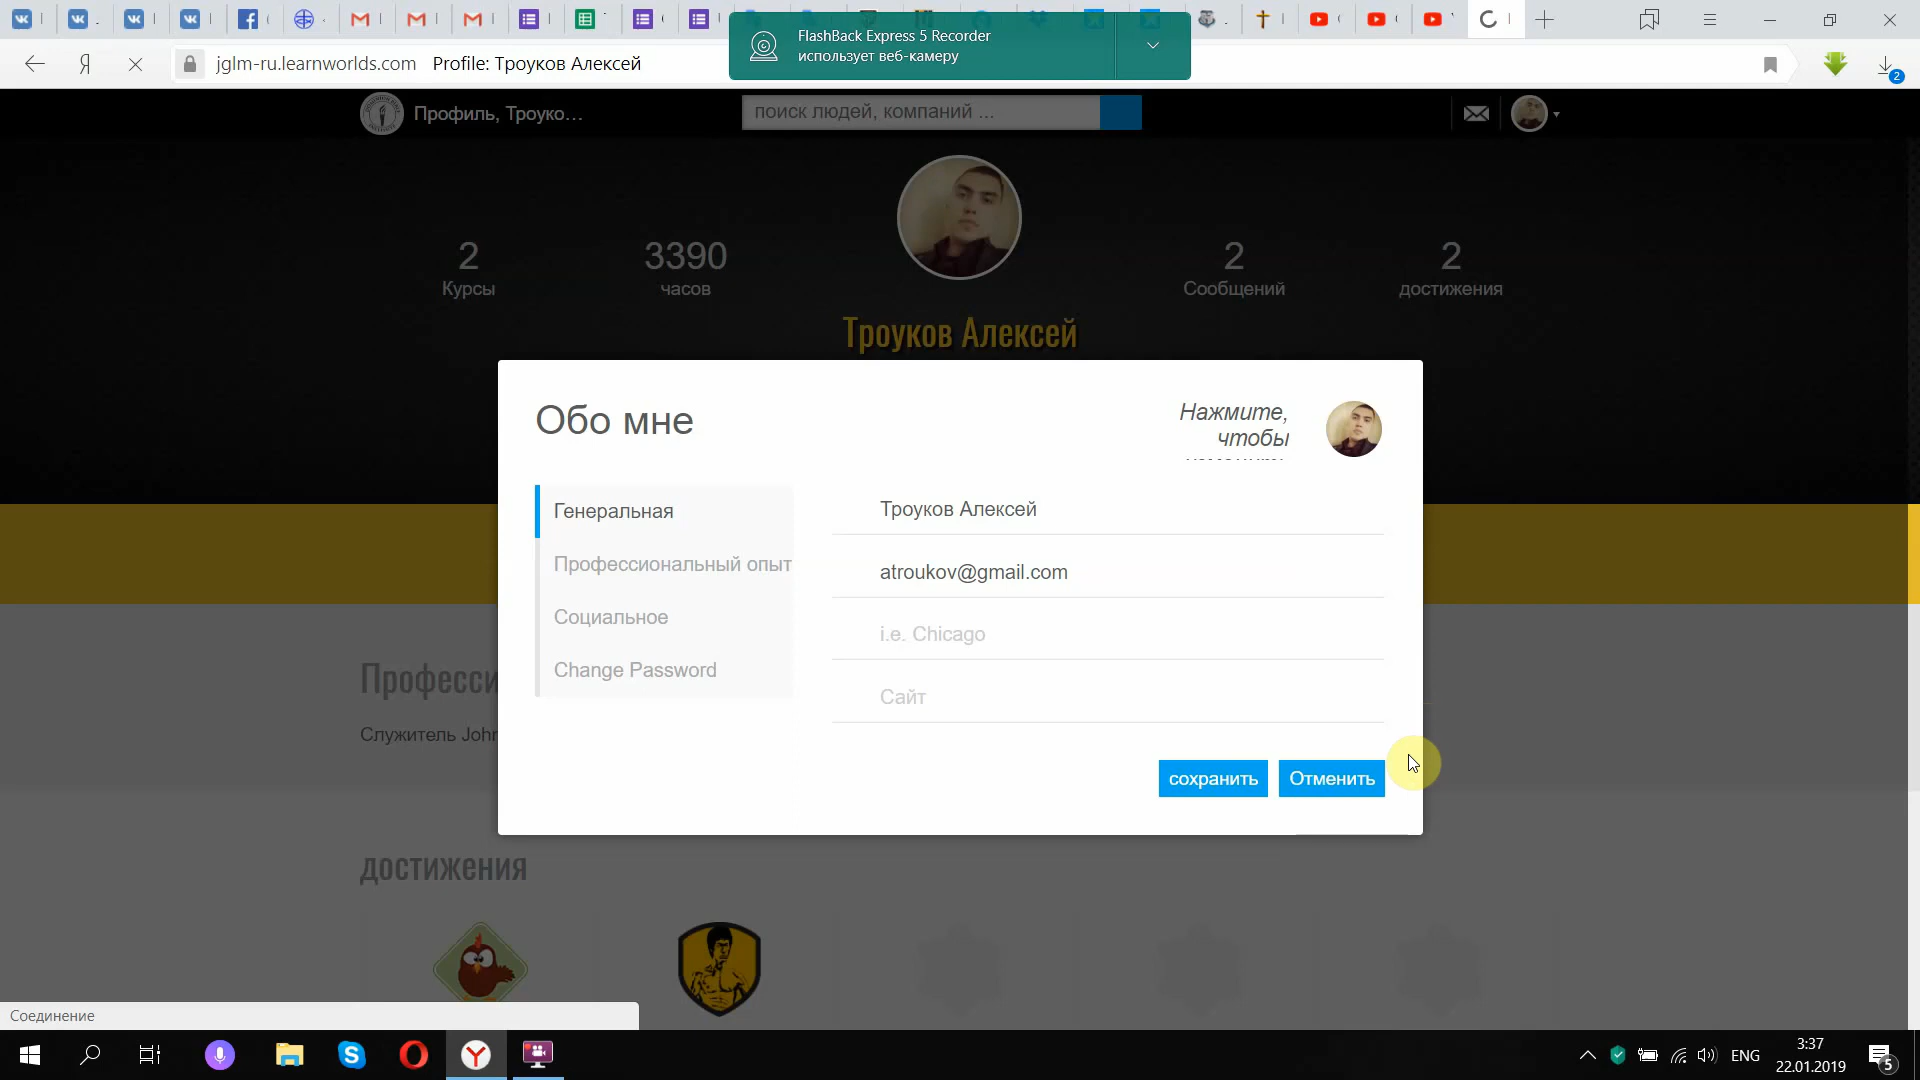 FlashBack Express 5 Recorder
использует веб-камеру
jglm-ru.learnworlds.com Profile: Троуков Алексей
2
Профиль, Троуко...
поиск людей, компаний ...
2
Курсы
3390
часов
2
Сообщений
2
достижения
Троуков Алексей
Обо мне
Нажмите,
чтобы
Генеральная
Профессиональный опыт
Социальное
Change Password
Троуков Алексей
atroukov@gmail.com
i.e. Chicago
Сайт
сохранить
Отменить
Професси
Служитель John
достижения
Соединение
ENG
3:37
22.01.2019
5